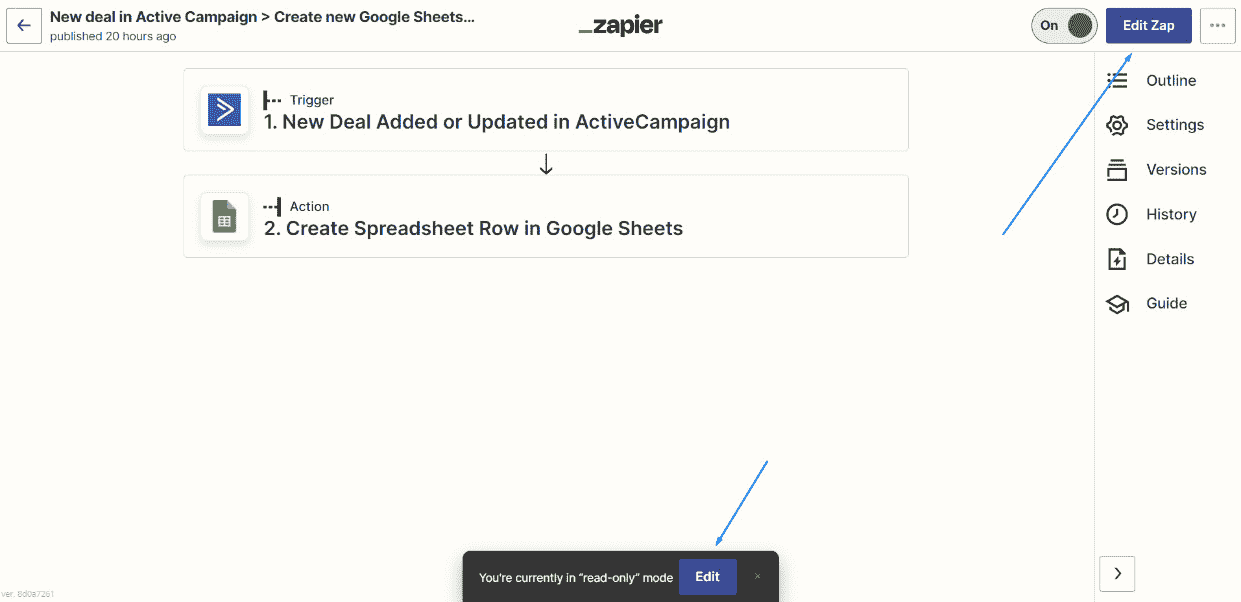 New deal in Active Campaign > Create new Google Sheets...
published 20 hours ago
_zapier
On
Edit Zap
Trigger
1. New Deal Added or Updated in ActiveCampaign
Action
2. Create Spreadsheet Row in Google Sheets
Outline
Settings
Versions
History
Details
Guide
You're currently in “read-only” mode
Edit
×
ver. 8d0a7261